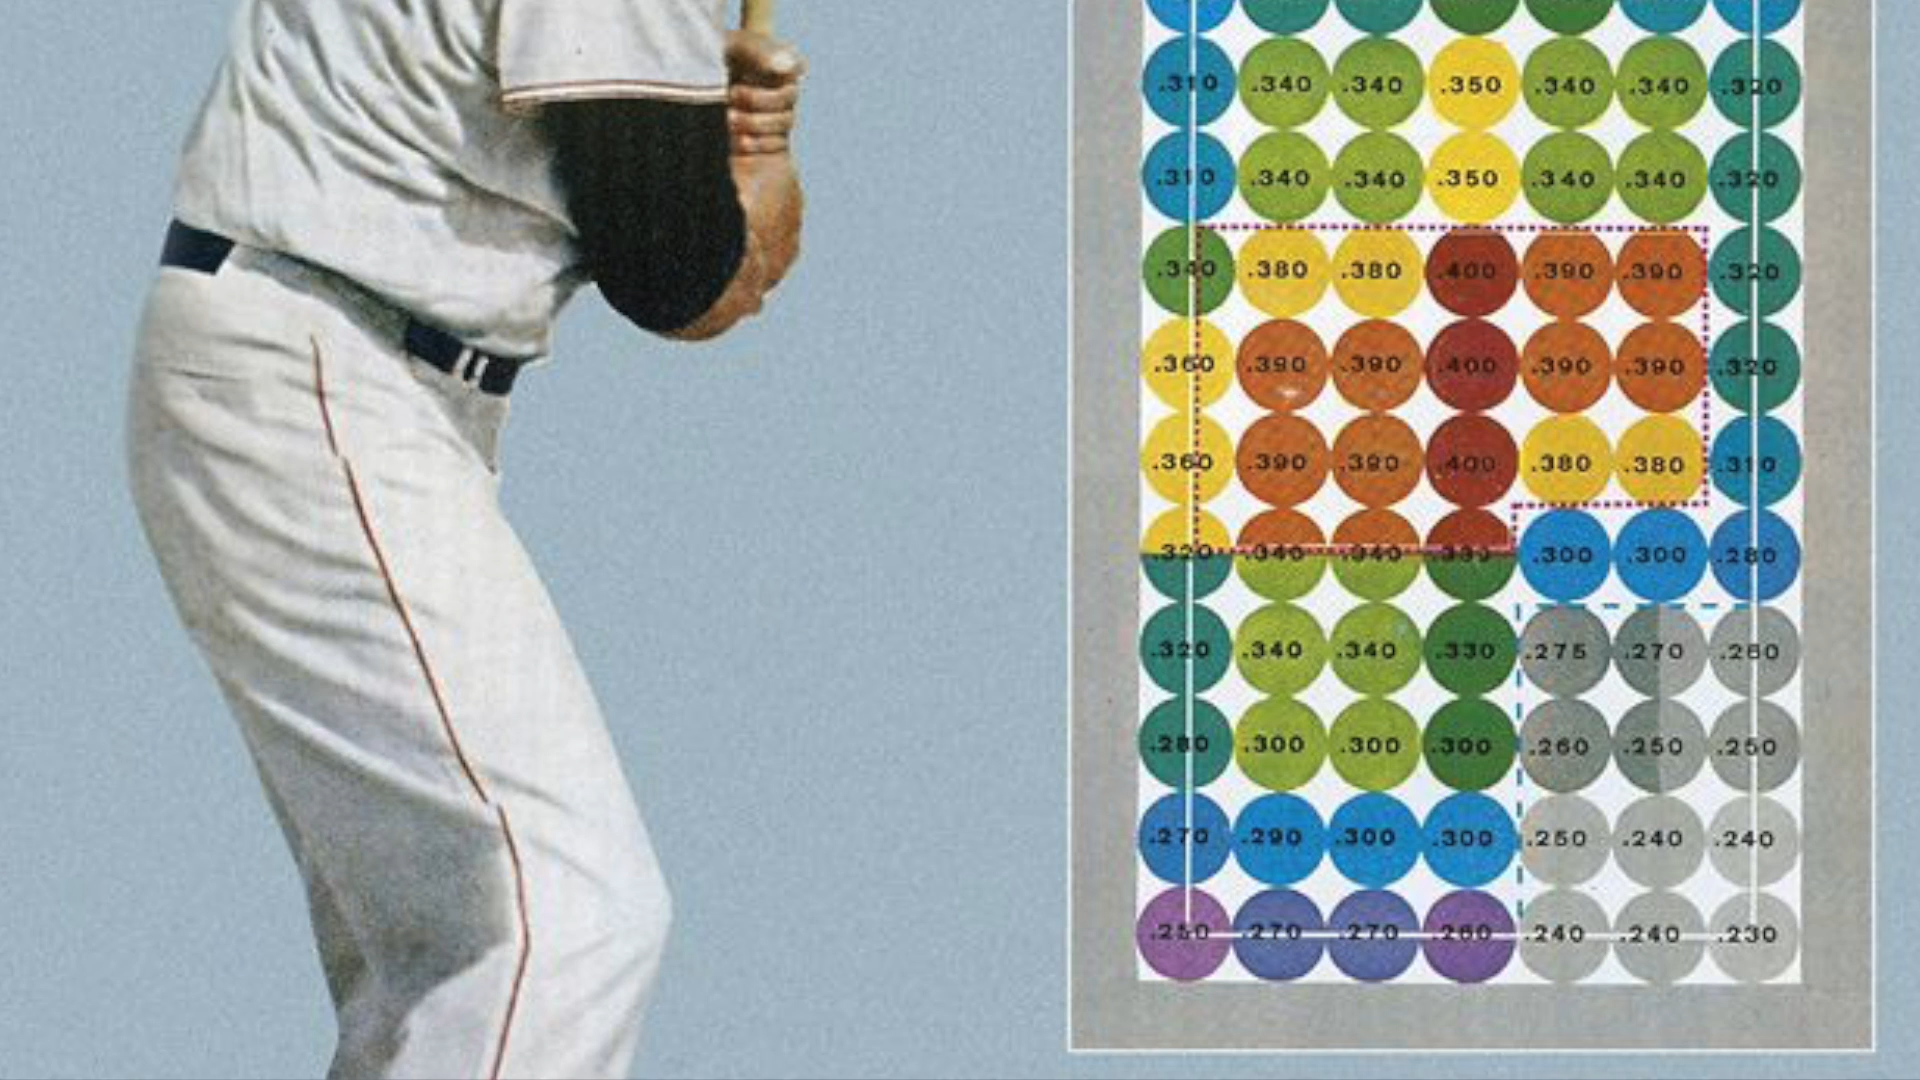 .310 .340 .340 .350 .340 .340 .320
.310 .340 .340 .350 .340 .340 .320
.340 .380 .380 .400 .390 .390 .320
.360 .390 .390 .400 .390 .390 .320
.360 .390 .390 .400 .380 .380 .310
.320 .340 .340 .330 .300 .300 .280
.320 .340 .340 .330 .275 .270 .260
.280 .300 .300 .300 .260 .250 .250
.270 .290 .300 .300 .250 .240 .240
.250 .270 .270 .260 .240 .240 .230